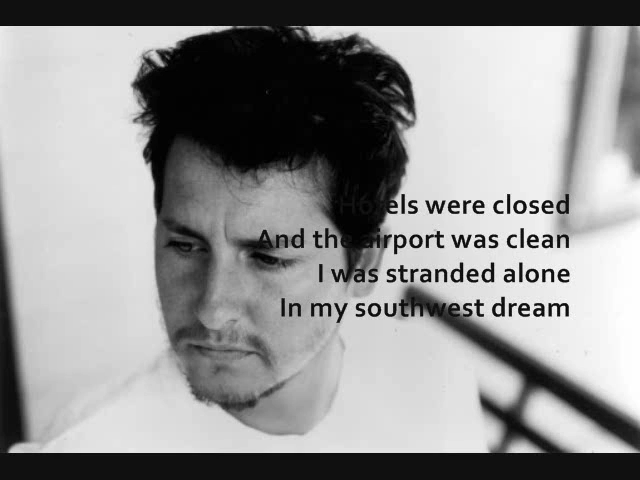 Hotels were closed
And the airport was clean
I was stranded alone
In my southwest dream